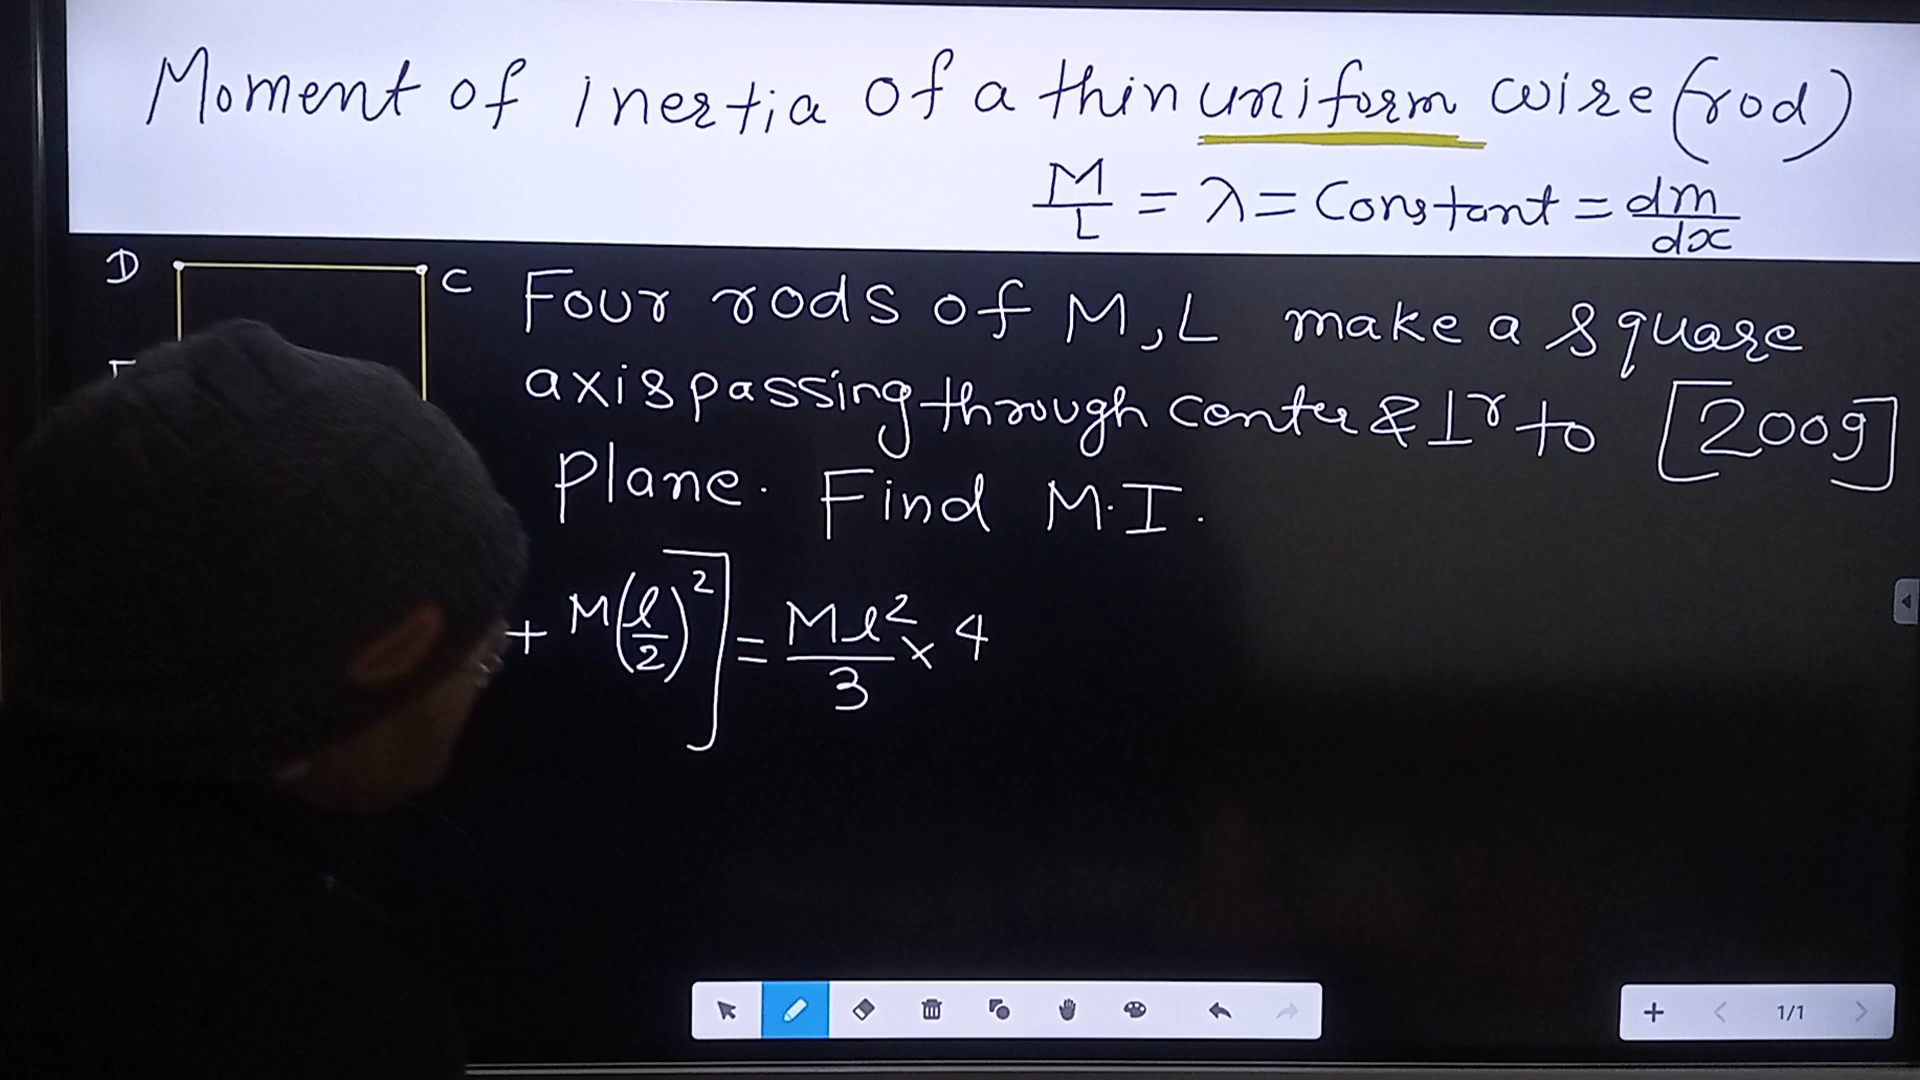 Moment of inertia of a thin uniform wire (rod)
M/L = λ = Constant = dm/dx
D
C
Four rods of M, L make a square
axis passing through center & ⊥r to [2009]
plane. Find M.I.
+ M(l/2)²] = Ml²/3 × 4
1/1